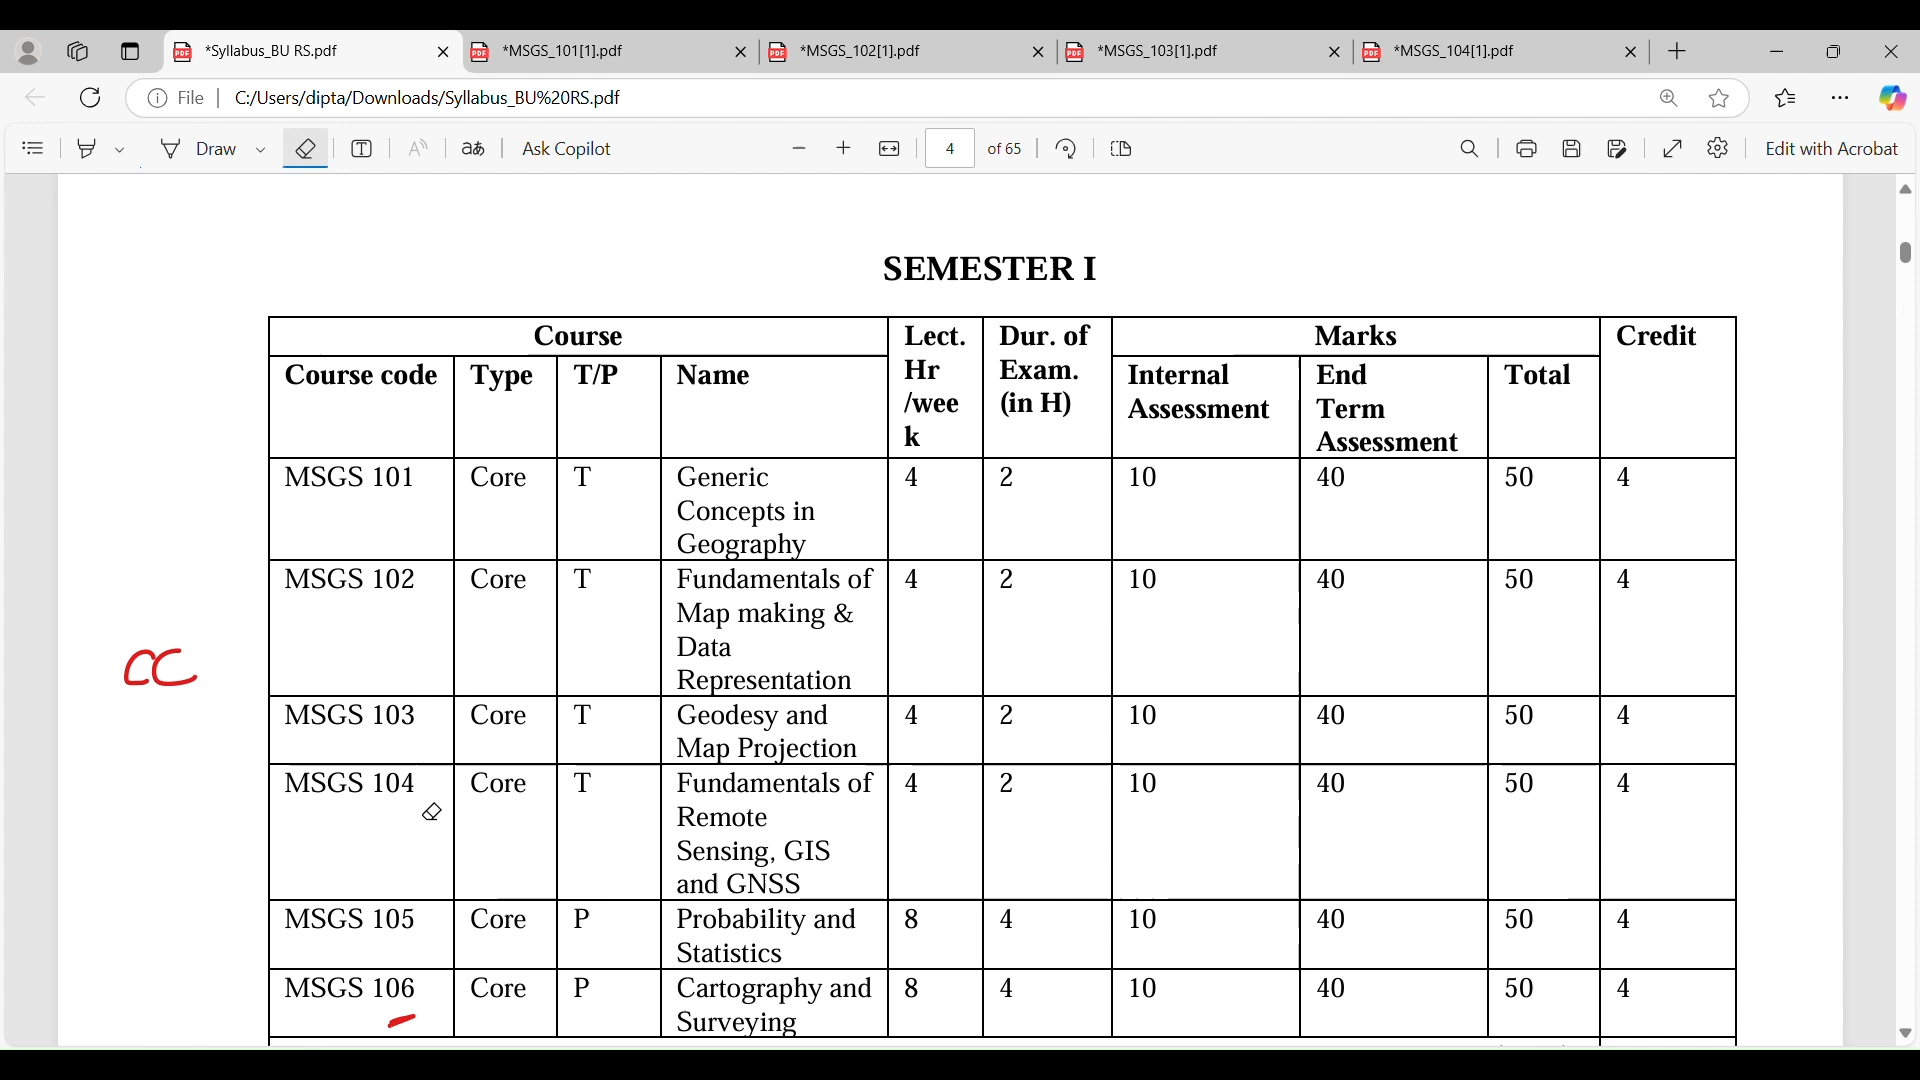 *Syllabus_BU RS.pdf *MSGS_101[1].pdf *MSGS_102[1].pdf *MSGS_103[1].pdf *MSGS_104[1].pdf
File C:/Users/dipta/Downloads/Syllabus_BU%20RS.pdf
Draw Ask Copilot 4 of 65 Edit with Acrobat
SEMESTER I
Course Lect. Hr /wee k Dur. of Exam. (in H) Marks Credit
Course code Type T/P Name Internal Assessment End Term Assessment Total
MSGS 101 Core T Generic Concepts in Geography 4 2 10 40 50 4
MSGS 102 Core T Fundamentals of Map making & Data Representation 4 2 10 40 50 4
CC
MSGS 103 Core T Geodesy and Map Projection 4 2 10 40 50 4
MSGS 104 Core T Fundamentals of Remote Sensing, GIS and GNSS 4 2 10 40 50 4
MSGS 105 Core P Probability and Statistics 8 4 10 40 50 4
MSGS 106 Core P Cartography and Surveying 8 4 10 40 50 4